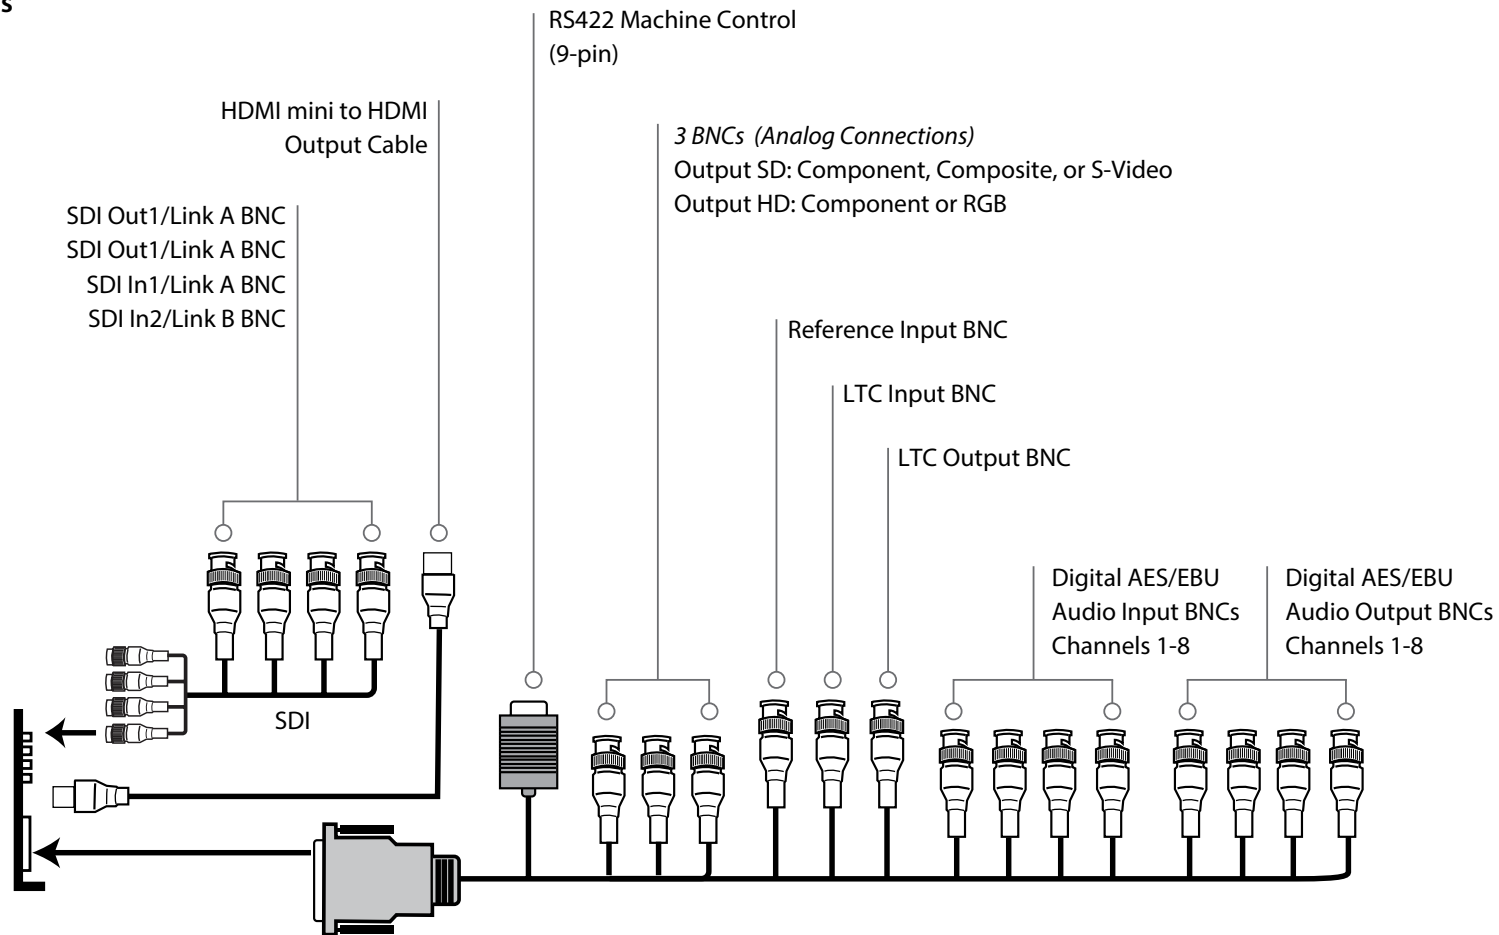 s
RS422 Machine Control
(9-pin)
HDMI mini to HDMI
Output Cable
3 BNCs (Analog Connections)
Output SD: Component, Composite, or S-Video
Output HD: Component or RGB
SDI Out1/Link A BNC
SDI Out1/Link A BNC
SDI In1/Link A BNC
SDI In2/Link B BNC
Reference Input BNC
LTC Input BNC
LTC Output BNC
Digital AES/EBU
Audio Input BNCs
Channels 1-8
Digital AES/EBU
Audio Output BNCs
Channels 1-8
SDI